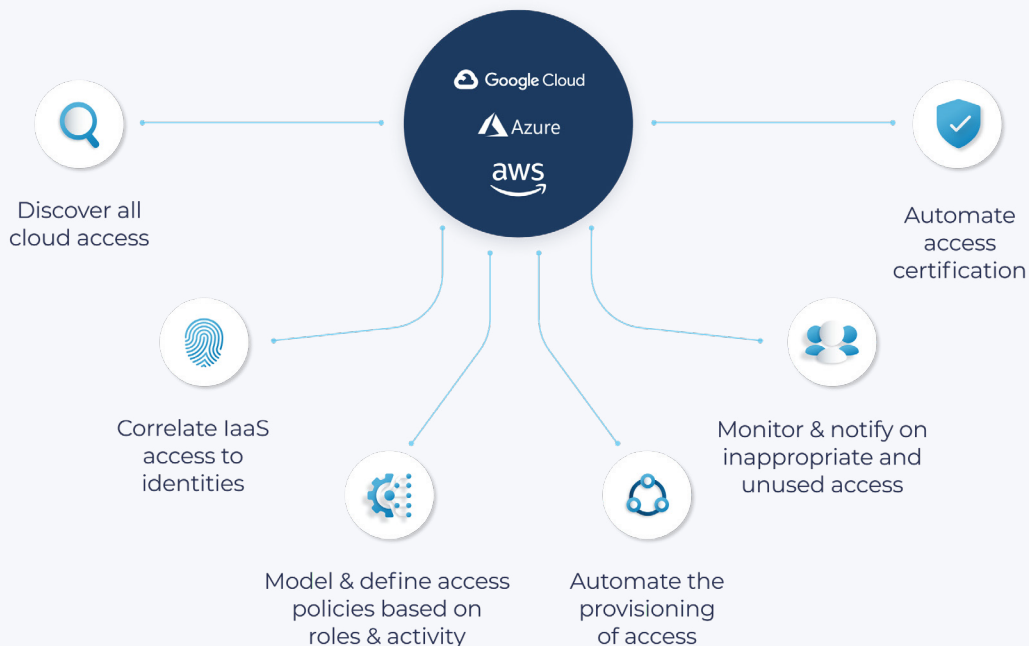 Google Cloud
Azure
aws
Discover all
cloud access
Correlate IaaS
access to
identities
Model & define access
policies based on
roles & activity
Automate the
provisioning
of access
Monitor & notify on
inappropriate and
unused access
Automate
access
certification